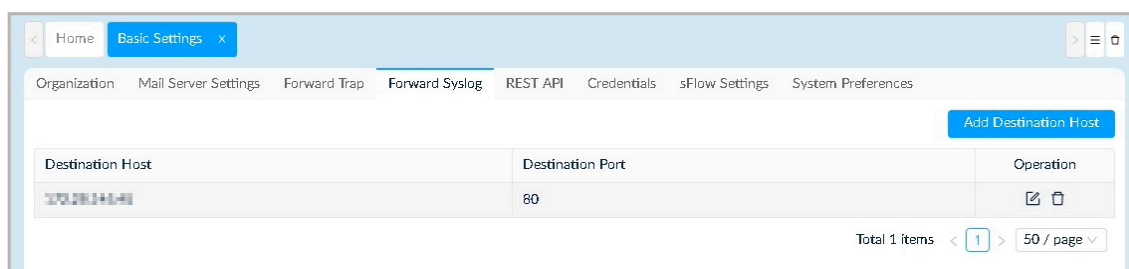 Home Basic Settings x
Organization Mail Server Settings Forward Trap Forward Syslog REST API Credentials sFlow Settings System Preferences
Add Destination Host
Destination Host Destination Port Operation
80
Total 1 items < 1 > 50 / page